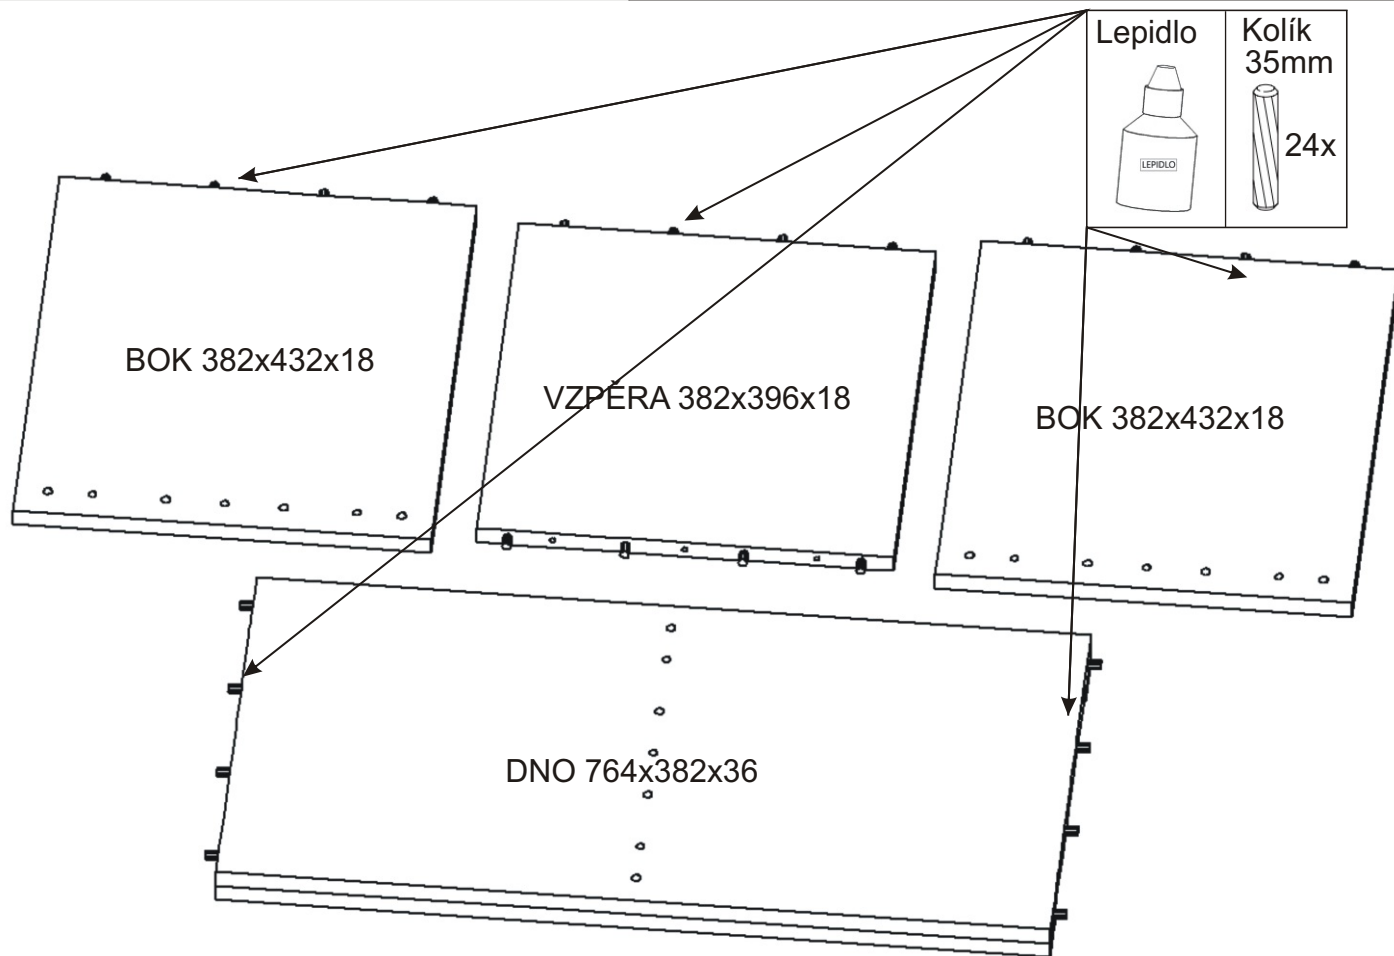 Lepidlo
Kolík
35mm
LEPIDLO
24x
BOK 382x432x18
VZPĚRA 382x396x18
BOK 382x432x18
DNO 764x382x36